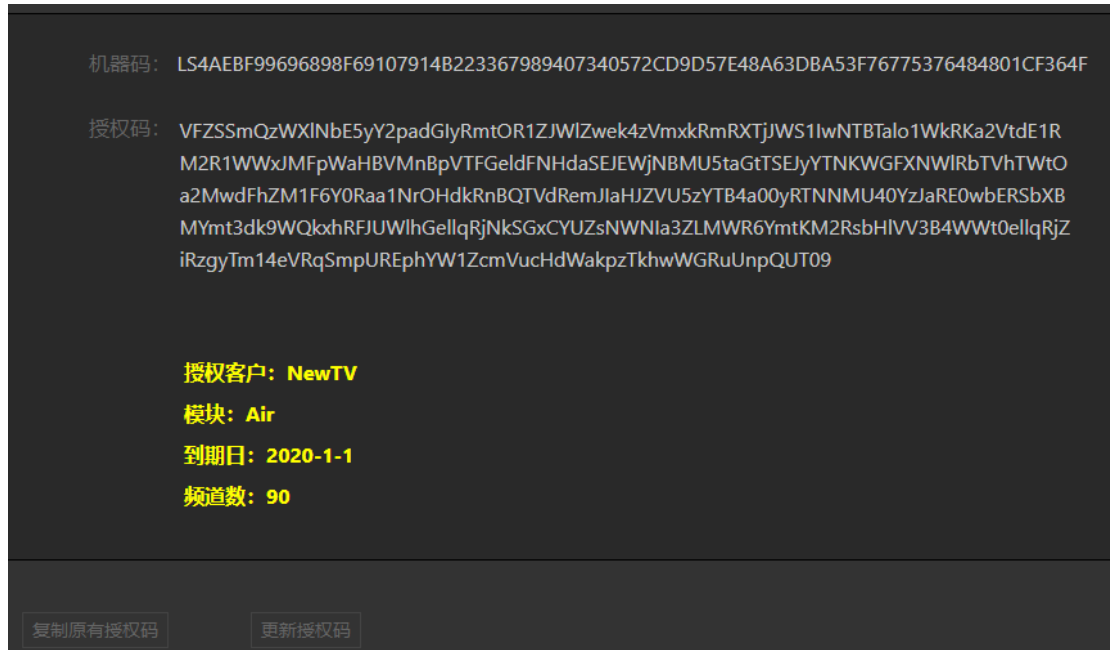 机器码： LS4AEBF99696898F69107914B223367989407340572CD9D57E48A63DBA53F76775376484801CF364F
授权码： VFZSSmQzWXlNbE5yY2padGIyRmtOR1ZJWlZwek4zVmxkRmRXTjJWS1IwNTBTalo1WkRKa2VtdE1R
M2R1WWxJMFpWaHBVMnBpVTFGeldFNHdaSEJEWjNBMU5taGtTSEJyYTNKWGFXNWlRbTVhTWtO
a2MwdFhZM1F6Y0Raa1NrOHdkRnBQTVdRemJIaHJZVU5zYTB4a00yRTNNMU40YzJaRE0wbERSbXB
MYmt3dk9WQkxhRFJUWlhGellqRjNkSGxCYUZsNWNIa3ZLMWR6YmtKM2RsbHlVV3B4WWt0ellqRjZ
iRzgyTm14eVRqSmpUREphYW1ZcmVucHdWakpzTkhwWGRuUnpQUT09
授权客户：NewTV
模块：Air
到期日：2020-1-1
频道数：90
复制原有授权码 更新授权码